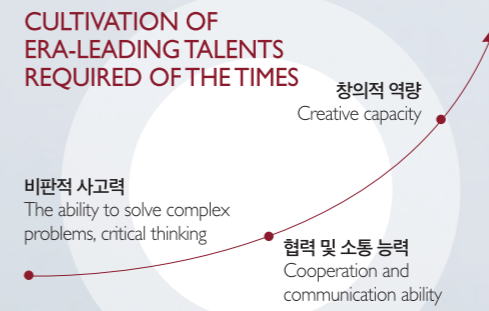 CULTIVATION OF
ERA-LEADING TALENTS
REQUIRED OF THE TIMES
창의적 역량
Creative capacity
비판적 사고력
The ability to solve complex
problems, critical thinking
협력 및 소통 능력
Cooperation and
communication ability